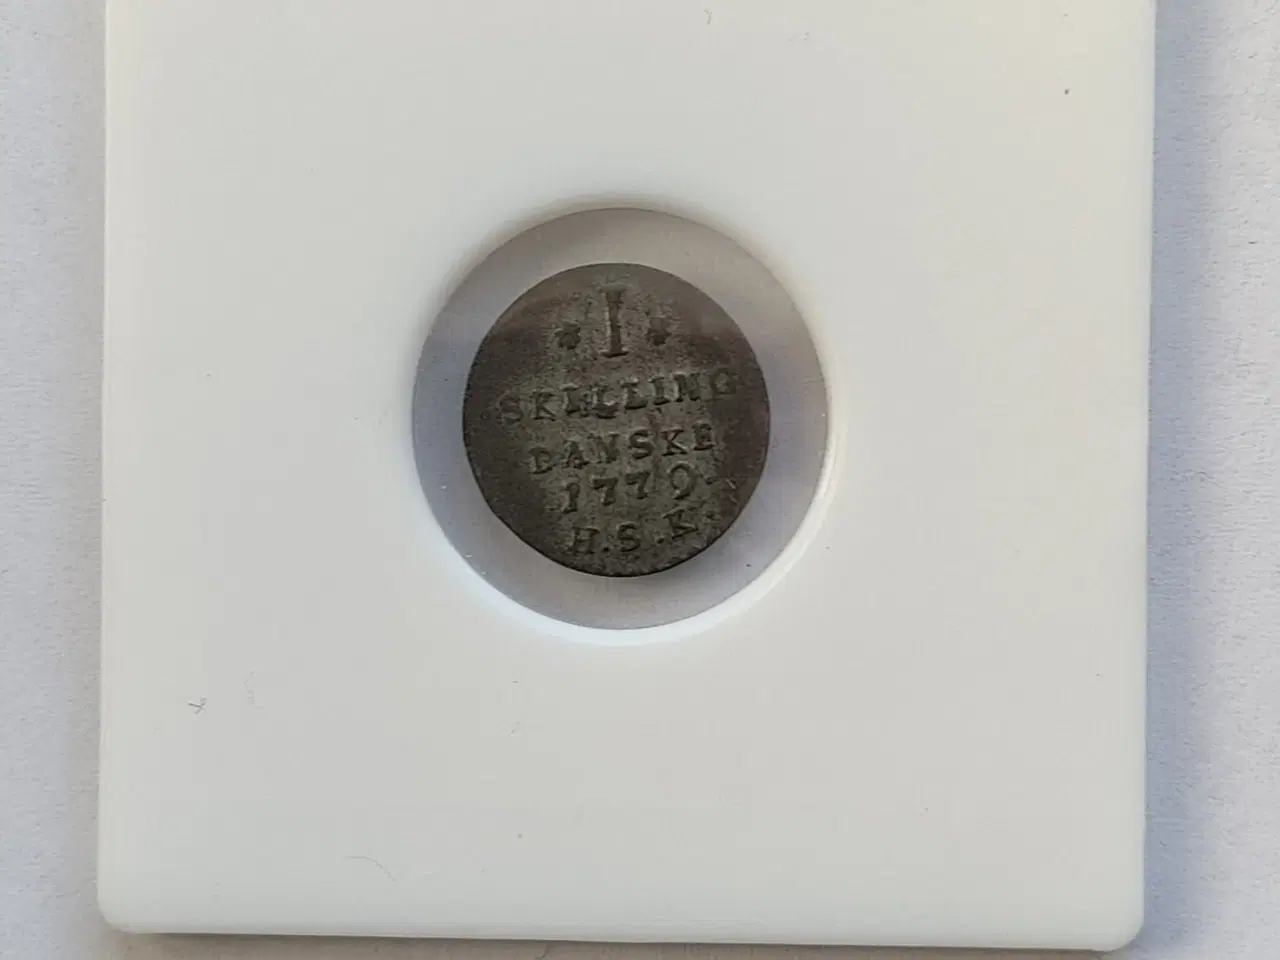 * I *
SKILLING
DANSKE
1779.
H.S.K.